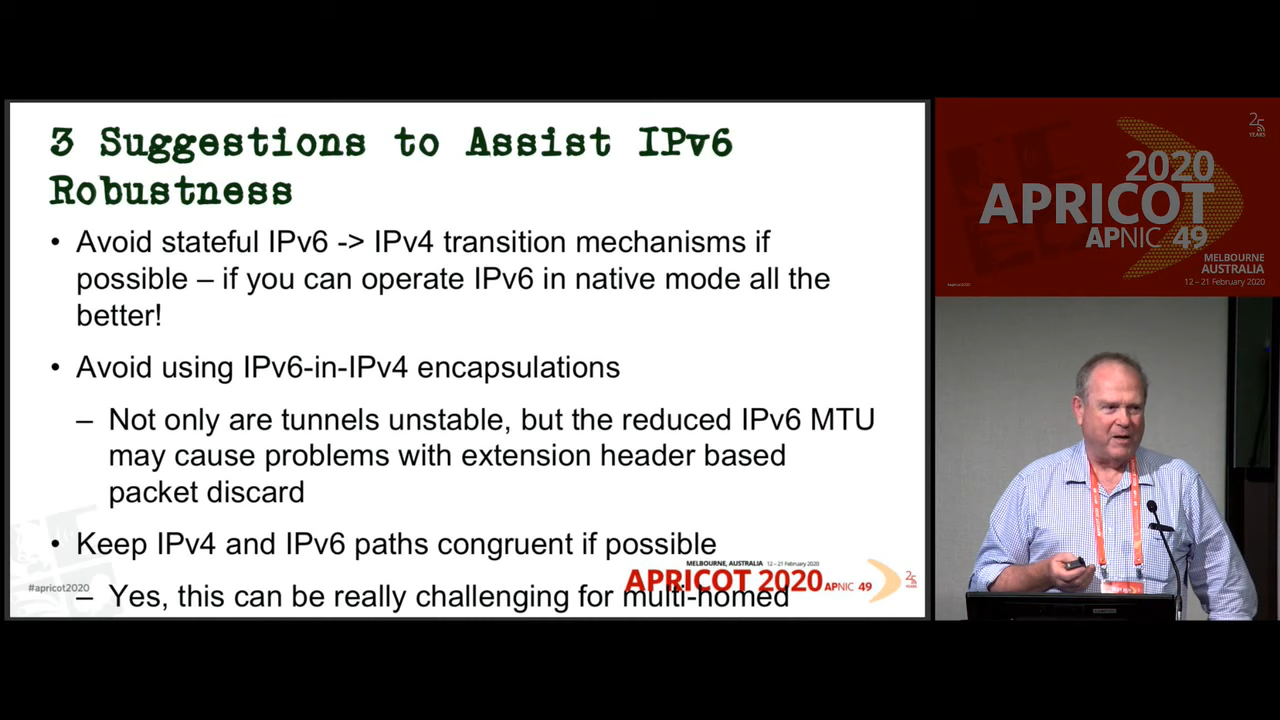 3 Suggestions to Assist IPv6
Robustness
• Avoid stateful IPv6 -> IPv4 transition mechanisms if
possible – if you can operate IPv6 in native mode all the
better!
• Avoid using IPv6-in-IPv4 encapsulations
– Not only are tunnels unstable, but the reduced IPv6 MTU
may cause problems with extension header based
packet discard
• Keep IPv4 and IPv6 paths congruent if possible
– Yes, this can be really challenging for multi-homed
#apricot2020
MELBOURNE, AUSTRALIA 12 – 21 February 2020
APRICOT 2020 APNIC 49
25
YEARS
2020
APRICOT
APNIC 49
MELBOURNE
AUSTRALIA
12 – 21 February 2020